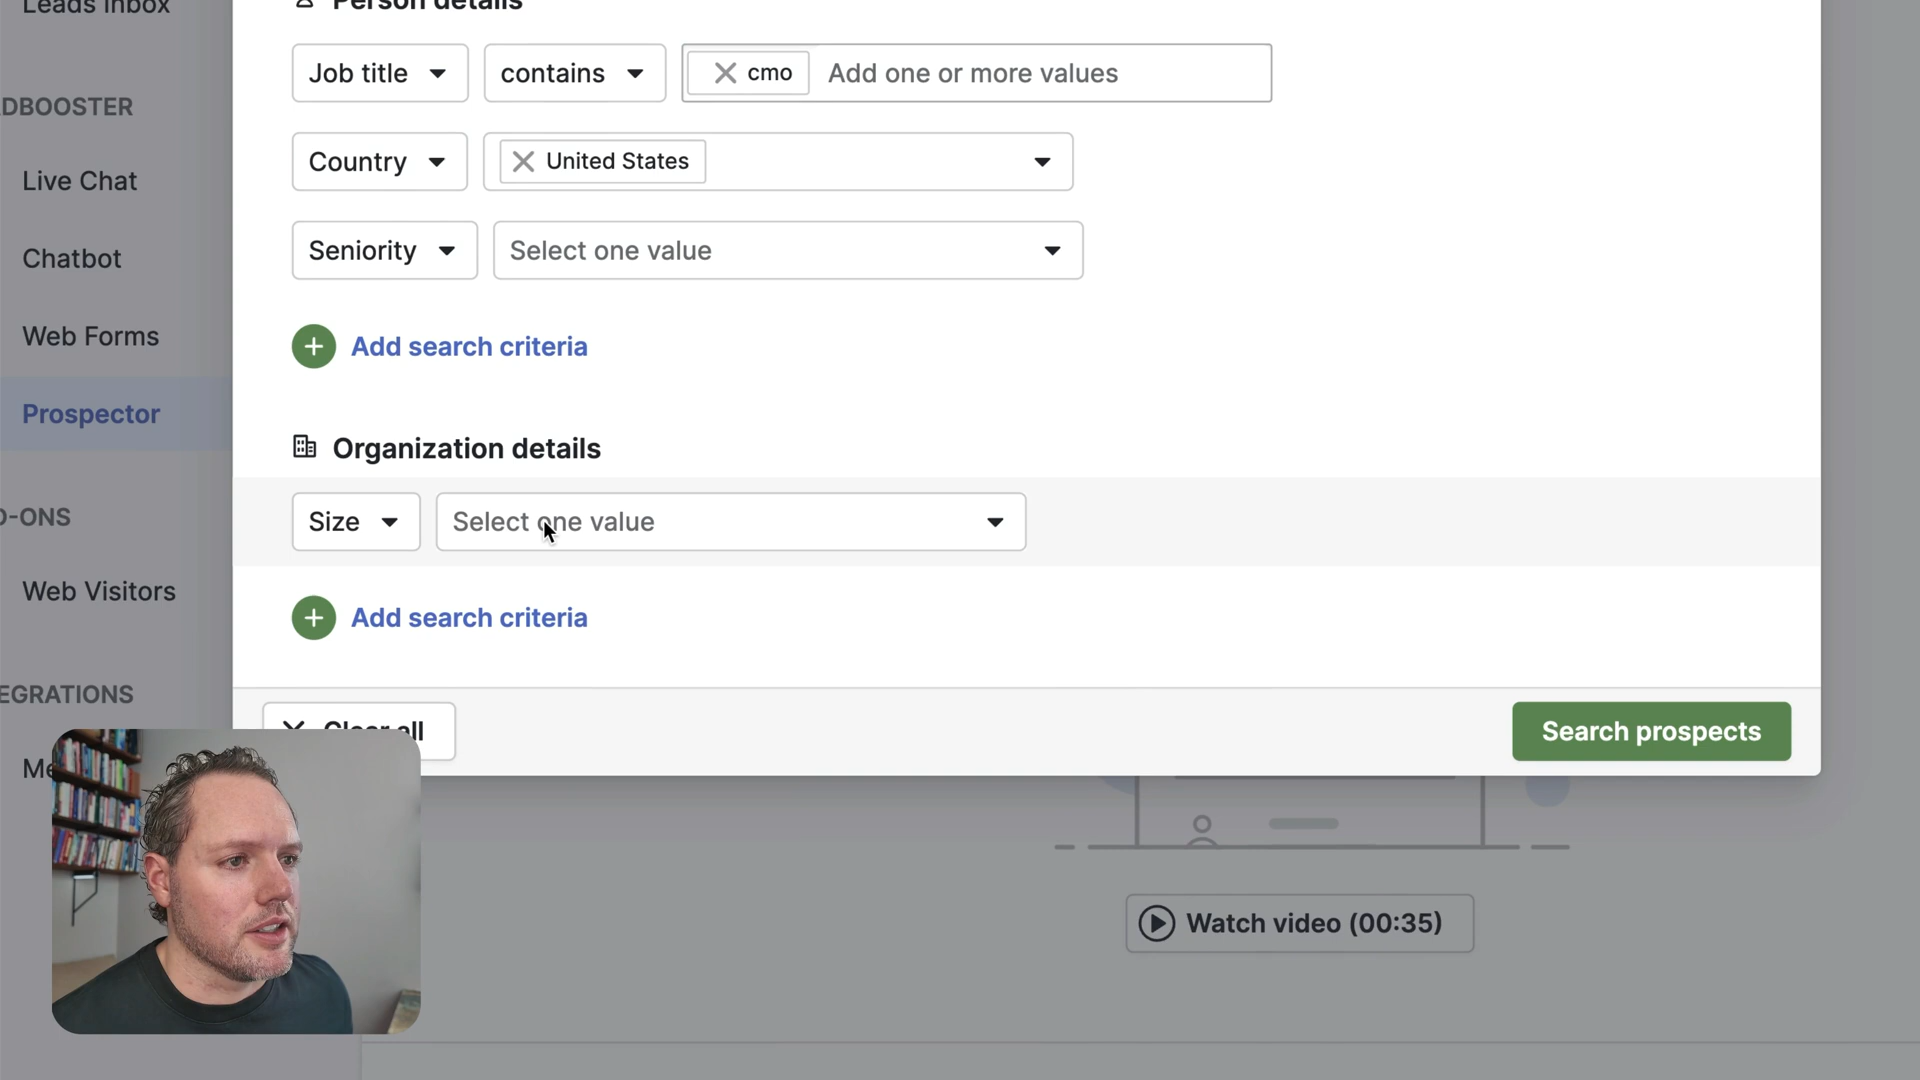 Leads Inbox
Person details
Job title
contains
cmo
Add one or more values
DBOOSTER
Country
United States
Live Chat
Seniority
Select one value
Chatbot
Web Forms
Add search criteria
Prospector
Organization details
D-ONS
Size
Select one value
Web Visitors
Add search criteria
EGRATIONS
Clear all
Search prospects
Me
Watch video (00:35)